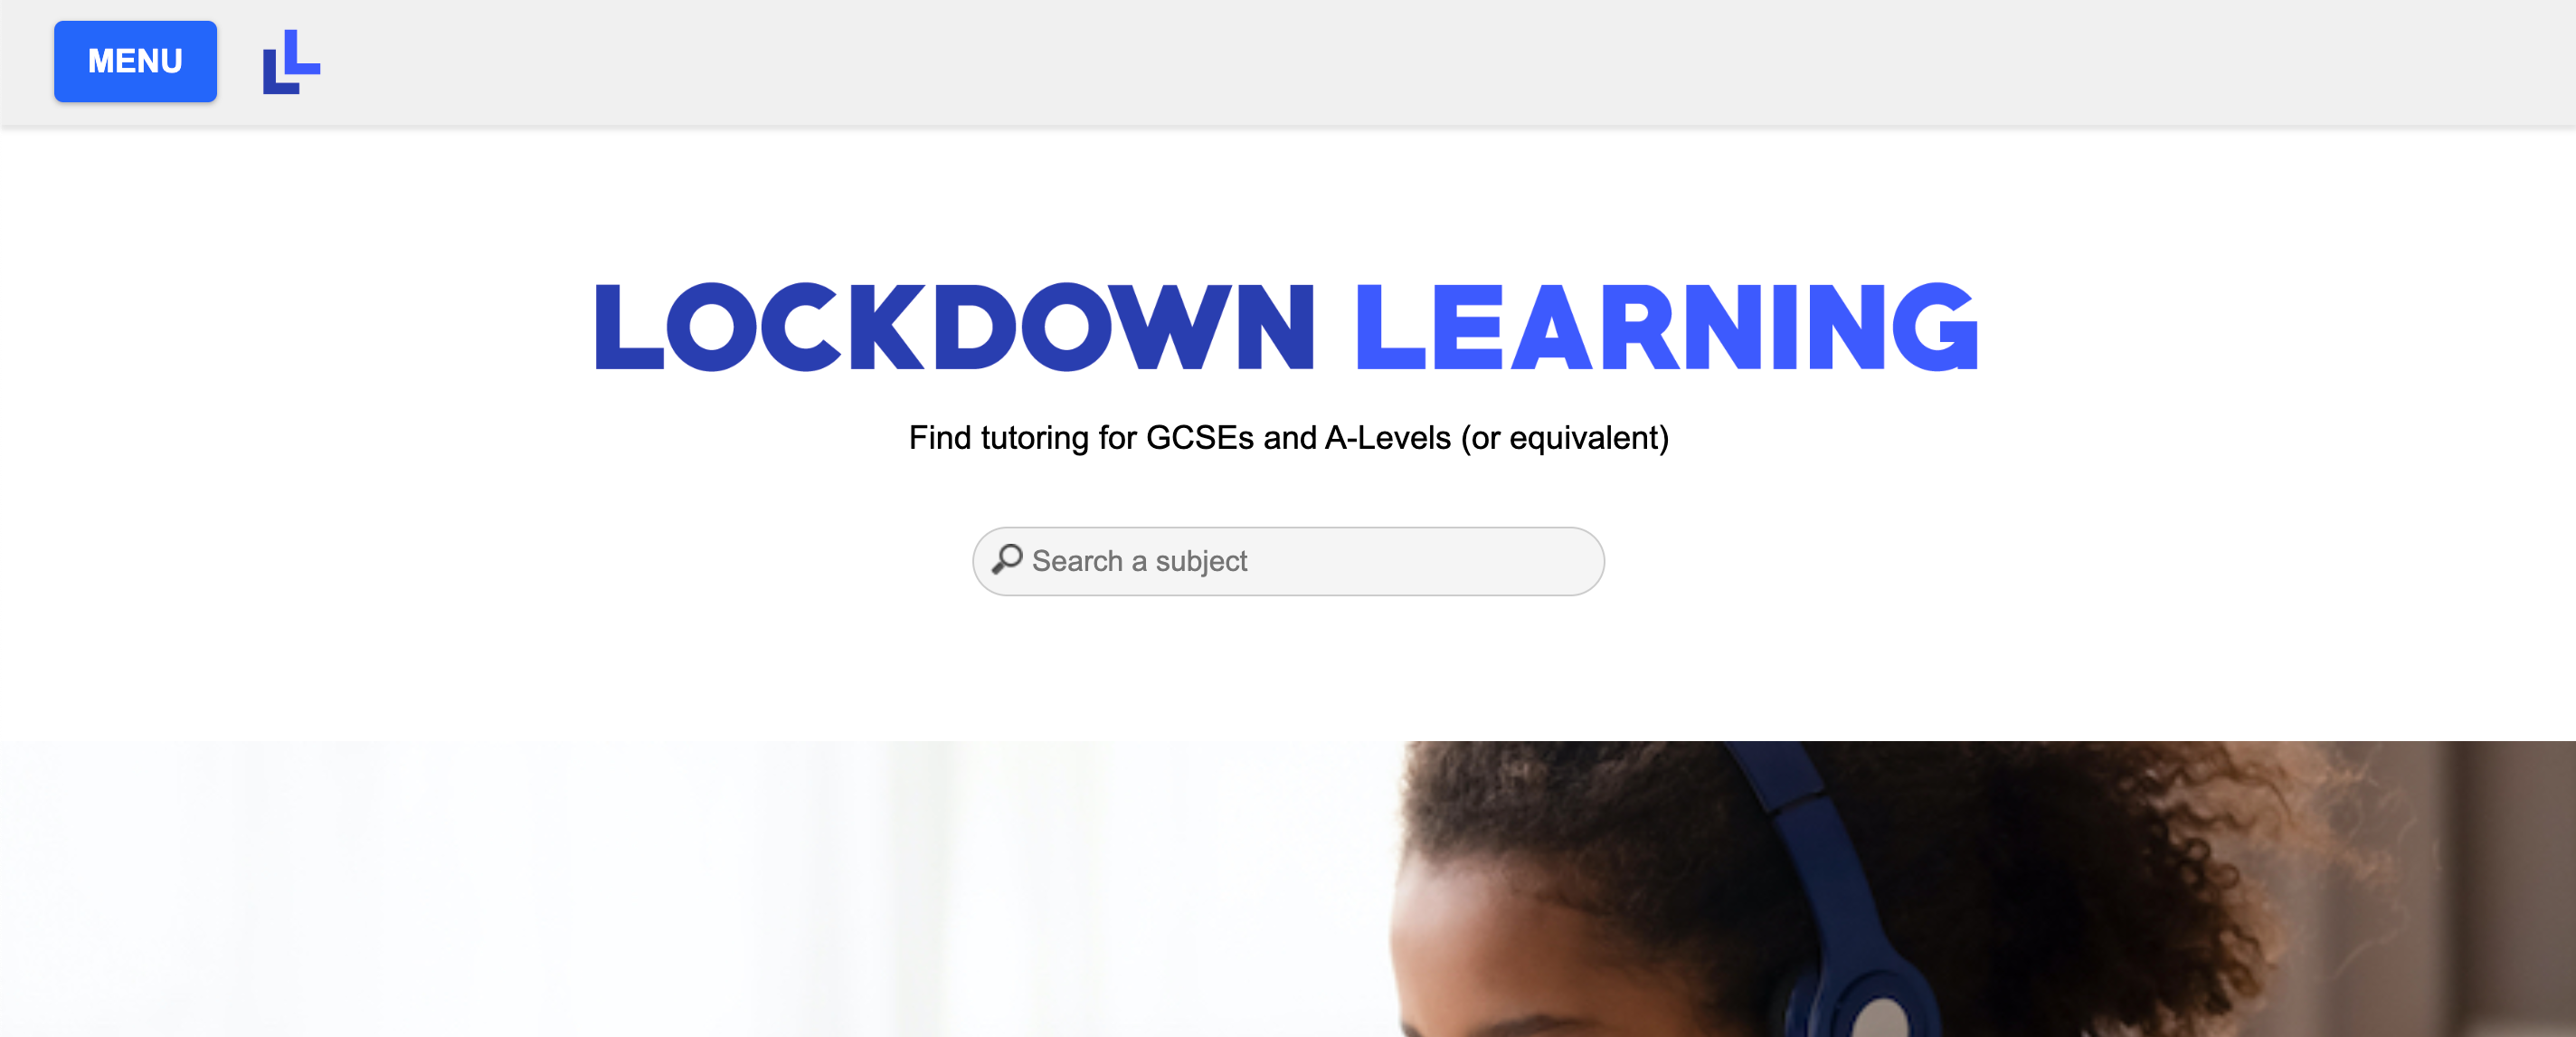 MENU
LL
LOCKDOWN LEARNING
Find tutoring for GCSEs and A-Levels (or equivalent)
Search a subject